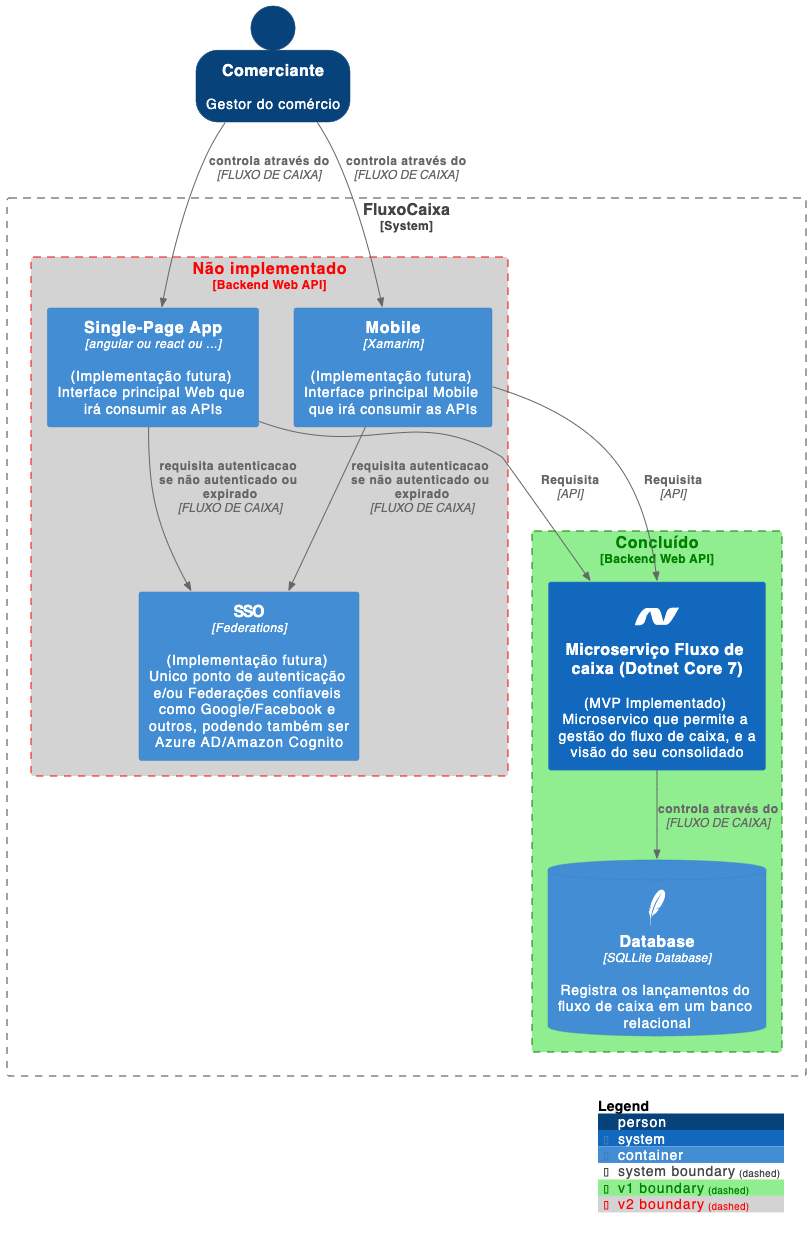 Comerciante
Gestor do comércio
controla através do
[FLUXO DE CAIXA]
controla através do
[FLUXO DE CAIXA]
FluxoCaixa
[System]
Não implementado
[Backend Web API]
Single-Page App
[angular ou react ou ...]
(Implementação futura)
Interface principal Web que
irá consumir as APIs
Mobile
[Xamarim]
(Implementação futura)
Interface principal Mobile
que irá consumir as APIs
requisita autenticacao
se não autenticado ou
expirado
[FLUXO DE CAIXA]
requisita autenticacao
se não autenticado ou
expirado
[FLUXO DE CAIXA]
Requisita
[API]
Requisita
[API]
SSO
[Federations]
(Implementação futura)
Unico ponto de autenticação
e/ou Federações confiaveis
como Google/Facebook e
outros, podendo também ser
Azure AD/Amazon Cognito
Concluído
[Backend Web API]
Microserviço Fluxo de
caixa (Dotnet Core 7)
(MVP Implementado)
Microservico que permite a
gestão do fluxo de caixa, e a
visão do seu consolidado
controla através do
[FLUXO DE CAIXA]
Database
[SQLLite Database]
Registra os lançamentos do
fluxo de caixa em um banco
relacional
Legend
person
system
container
system boundary (dashed)
v1 boundary (dashed)
v2 boundary (dashed)